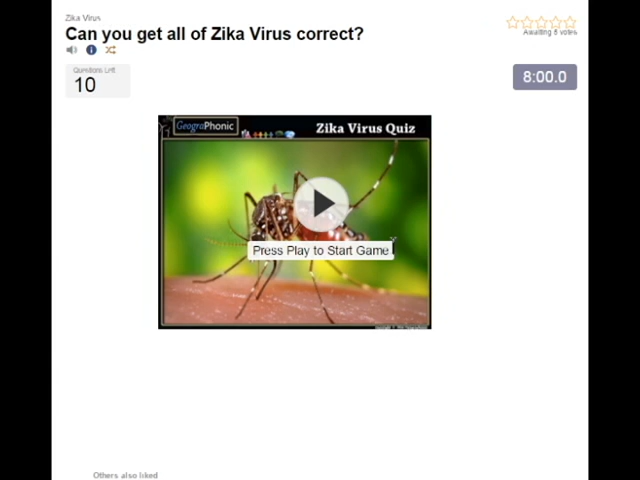 Zika Virus
Can you get all of Zika Virus correct?
Awaiting 5 votes
Questions Left
10
8:00.0
GeograPhonic
Zika Virus Quiz
Press Play to Start Game
Others also liked